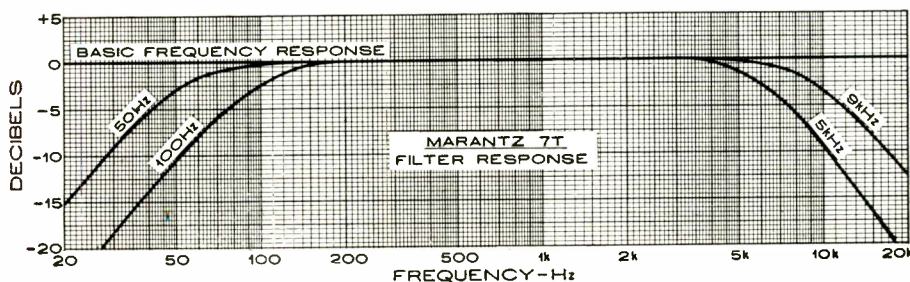 +5
BASIC FREQUENCY RESPONSE
0
DECIBELS
-5
-10
-15
-20
50Hz
100Hz
MARANTZ 7T
FILTER RESPONSE
9kHz
5kHz
20 50 100 200 500 1k 2k 5k 10k 20k
FREQUENCY-Hz